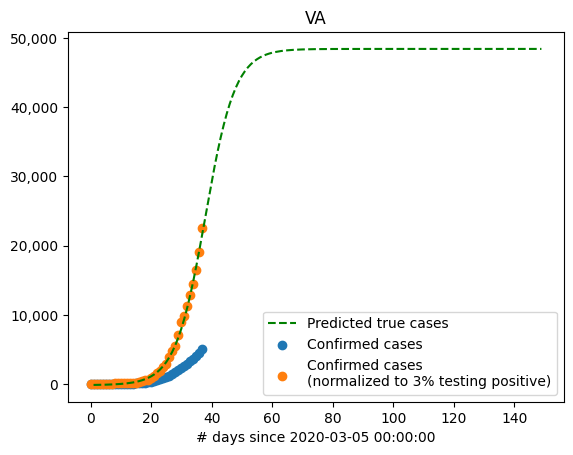 VA
50,000
40,000
30,000
20,000
10,000
0
Predicted true cases
Confirmed cases
Confirmed cases
(normalized to 3% testing positive)
0 20 40 60 80 100 120 140
# days since 2020-03-05 00:00:00